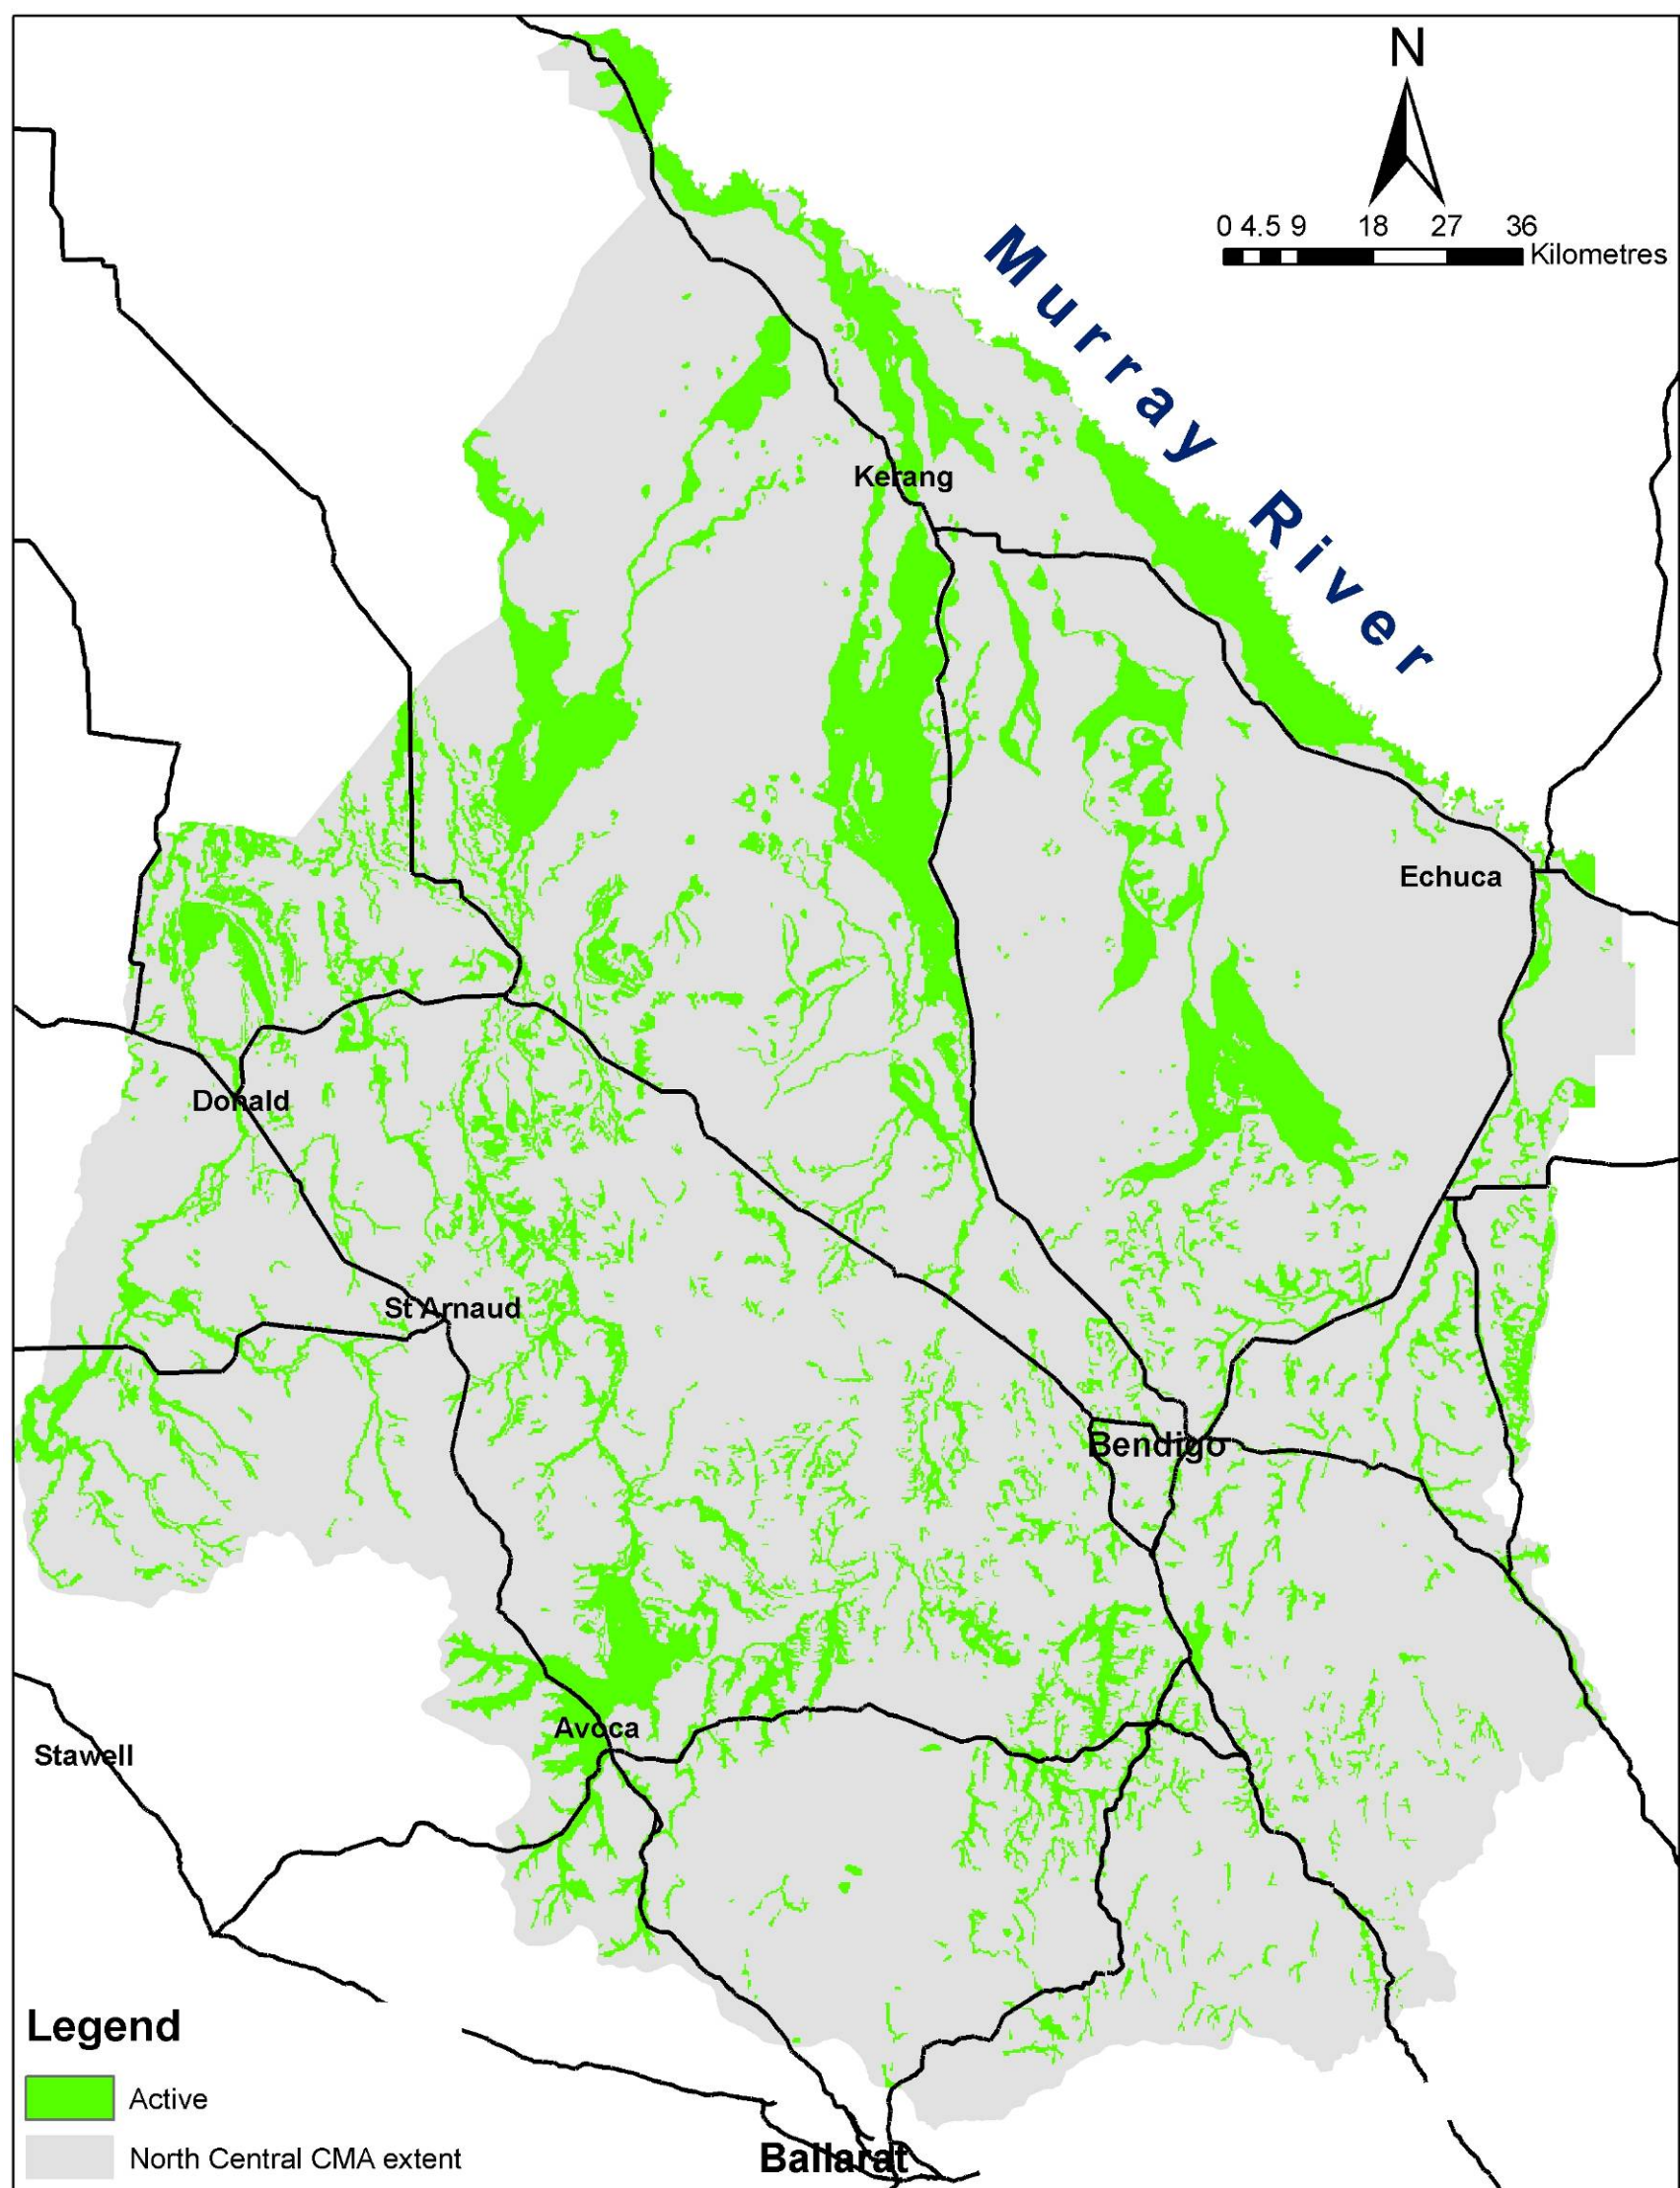 N
0 4.5 9 18 27 36
Kilometres
Murray River
Kerang
Echuca
Donald
St Arnaud
Bendigo
Avoca
Stawell
Legend
Active
North Central CMA extent
Ballarat